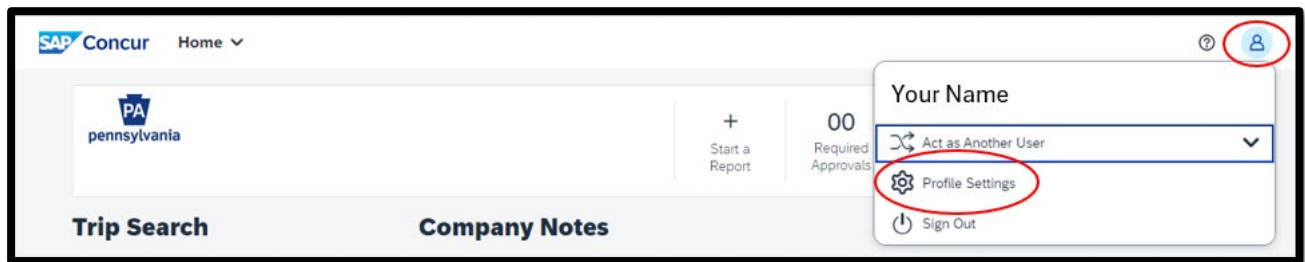 SAP Concur Home
Your Name
PA
pennsylvania
+
Start a
Report
00
Required
Approvals
Act as Another User
Profile Settings
Sign Out
Trip Search
Company Notes